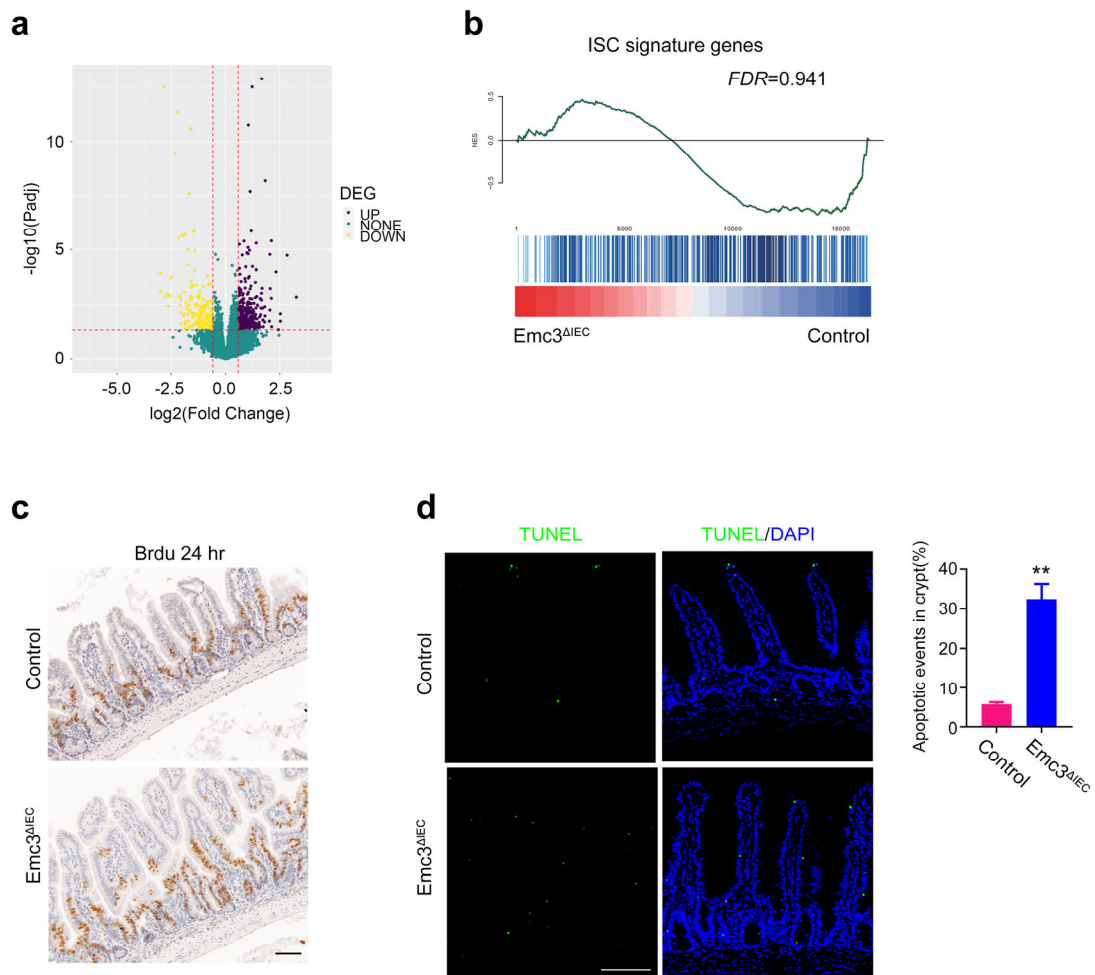 a
10
5
0
-log10(Padj)
-5.0 -2.5 0.0 2.5
log2(Fold Change)
DEG
UP
NONE
DOWN
b
ISC signature genes
FDR=0.941
0.5
0.0
-0.5
NES
1 6000 10000 16000
Emc3ΔIEC Control
c
Brdu 24 hr
Control
Emc3ΔIEC
d
TUNEL TUNEL/DAPI
Control
Emc3ΔIEC
Apoptotic events in crypt(%)
40
30
20
10
0
**
Control
Emc3ΔIEC